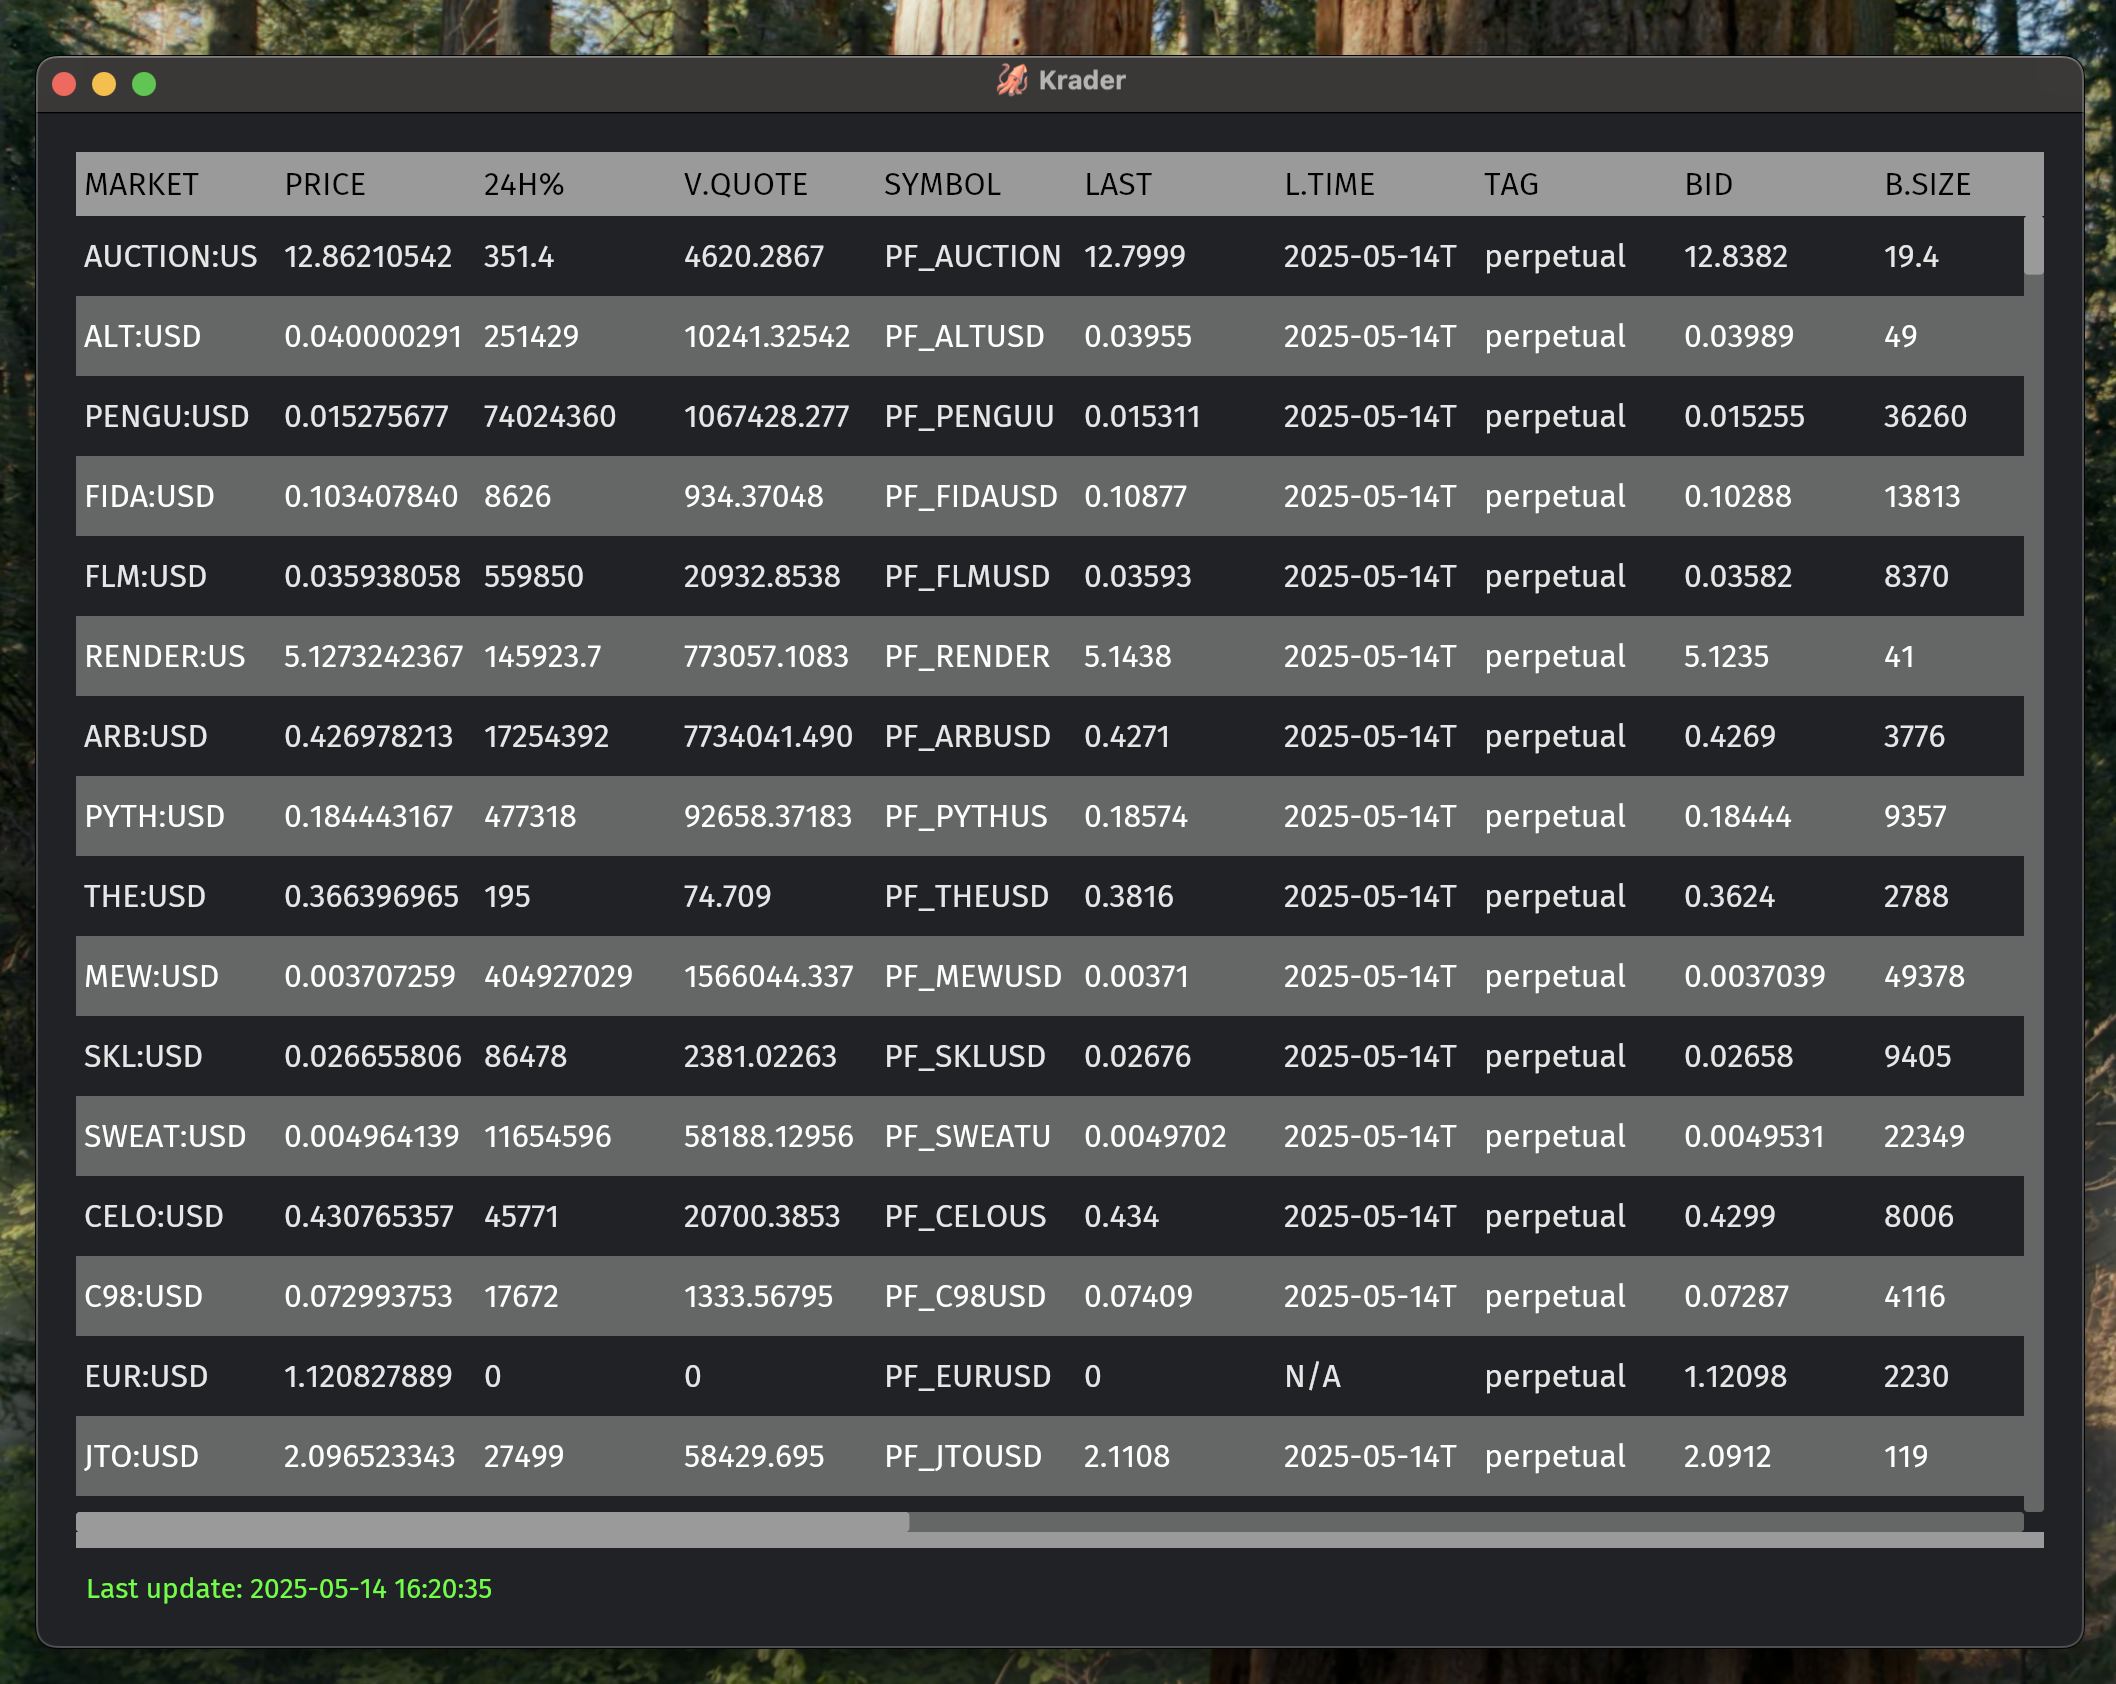 Krader
MARKET PRICE 24H% V.QUOTE SYMBOL LAST L.TIME TAG BID B.SIZE
AUCTION:US 12.86210542 351.4 4620.2867 PF_AUCTION 12.7999 2025-05-14T perpetual 12.8382 19.4
ALT:USD 0.040000291 251429 10241.32542 PF_ALTUSD 0.03955 2025-05-14T perpetual 0.03989 49
PENGU:USD 0.015275677 74024360 1067428.277 PF_PENGUU 0.015311 2025-05-14T perpetual 0.015255 36260
FIDA:USD 0.103407840 8626 934.37048 PF_FIDAUSD 0.10877 2025-05-14T perpetual 0.10288 13813
FLM:USD 0.035938058 559850 20932.8538 PF_FLMUSD 0.03593 2025-05-14T perpetual 0.03582 8370
RENDER:US 5.1273242367 145923.7 773057.1083 PF_RENDER 5.1438 2025-05-14T perpetual 5.1235 41
ARB:USD 0.426978213 17254392 7734041.490 PF_ARBUSD 0.4271 2025-05-14T perpetual 0.4269 3776
PYTH:USD 0.184443167 477318 92658.37183 PF_PYTHUS 0.18574 2025-05-14T perpetual 0.18444 9357
THE:USD 0.366396965 195 74.709 PF_THEUSD 0.3816 2025-05-14T perpetual 0.3624 2788
MEW:USD 0.003707259 404927029 1566044.337 PF_MEWUSD 0.00371 2025-05-14T perpetual 0.0037039 49378
SKL:USD 0.026655806 86478 2381.02263 PF_SKLUSD 0.02676 2025-05-14T perpetual 0.02658 9405
SWEAT:USD 0.004964139 11654596 58188.12956 PF_SWEATU 0.0049702 2025-05-14T perpetual 0.0049531 22349
CELO:USD 0.430765357 45771 20700.3853 PF_CELOUS 0.434 2025-05-14T perpetual 0.4299 8006
C98:USD 0.072993753 17672 1333.56795 PF_C98USD 0.07409 2025-05-14T perpetual 0.07287 4116
EUR:USD 1.120827889 0 0 PF_EURUSD 0 N/A perpetual 1.12098 2230
JTO:USD 2.096523343 27499 58429.695 PF_JTOUSD 2.1108 2025-05-14T perpetual 2.0912 119
Last update: 2025-05-14 16:20:35